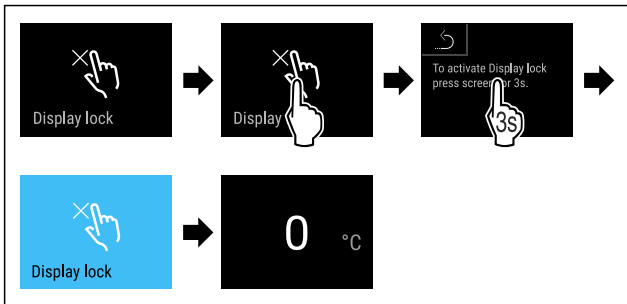 Display lock
Display
To activate Display lock
press screen for 3s.
3s
Display lock
0 °C